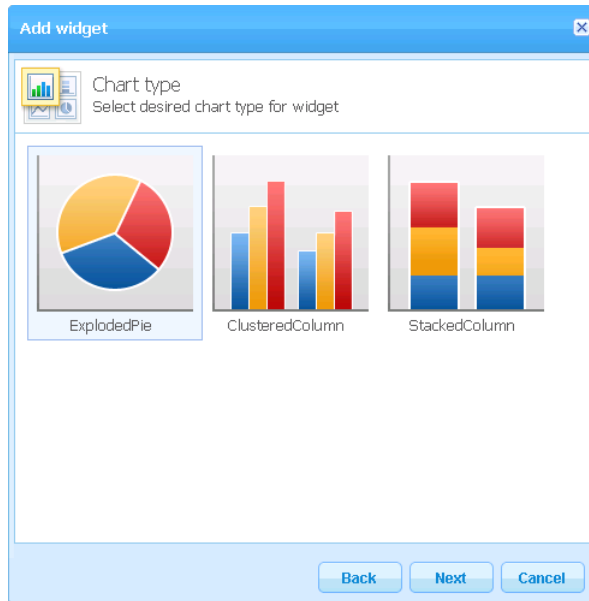 Add widget
Chart type
Select desired chart type for widget
ExplodedPie
ClusteredColumn
StackedColumn
Back
Next
Cancel